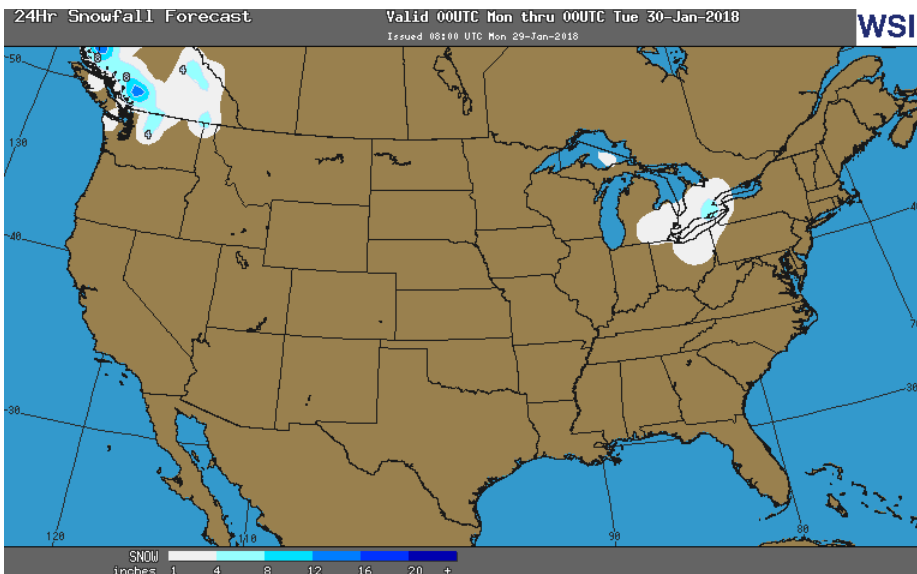 24Hr Snowfall Forecast
Valid 00UTC Mon thru 00UTC Tue 30-Jan-2018
Issued 08:00 UTC Mon 29-Jan-2018
WSI
50
8
8
4
4
130
40
30
120
110
90
80
SNOW
inches 1 4 8 12 16 20 +